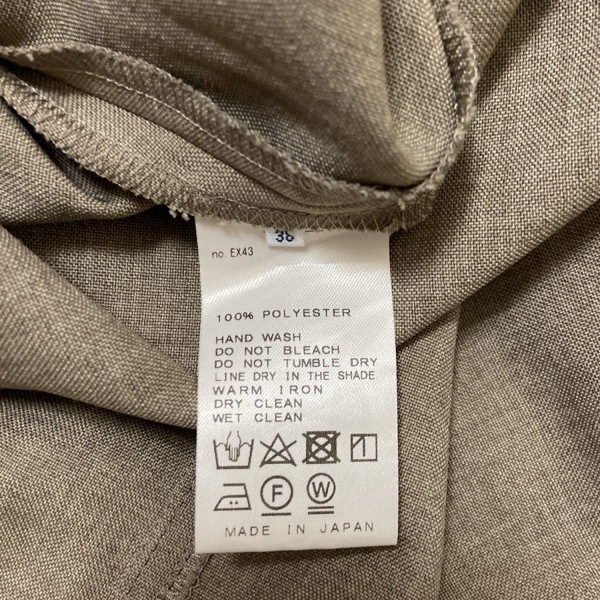 38
no. EX43
100% POLYESTER
HAND WASH
DO NOT BLEACH
DO NOT TUMBLE DRY
LINE DRY IN THE SHADE
WARM IRON
DRY CLEAN
WET CLEAN
F W
MADE IN JAPAN